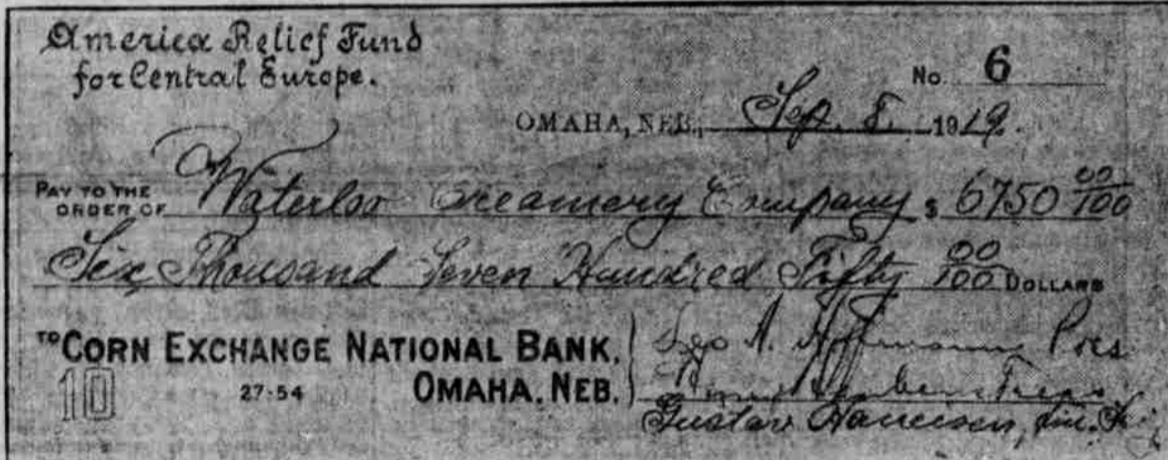 America Relief Fund
for Central Europe.
No. 6
OMAHA, NEB., Sep. 8. 1919.
PAY TO THE ORDER OF Waterloo Creamery Company $ 6750 00/100
Six Thousand Seven Hundred Fifty 00/100 DOLLARS
TO CORN EXCHANGE NATIONAL BANK,
10 27-54 OMAHA. NEB.
A. Hoffmann Pres
Treas
Gustav